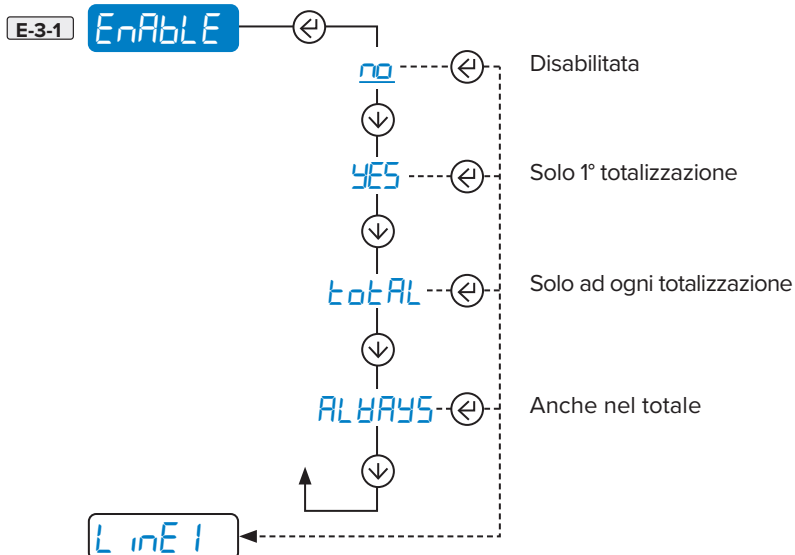 E-3-1 EnAbLE
no Disabilitata
YES Solo 1° totalizzazione
totAL Solo ad ogni totalizzazione
ALWAYS Anche nel totale
LinE 1